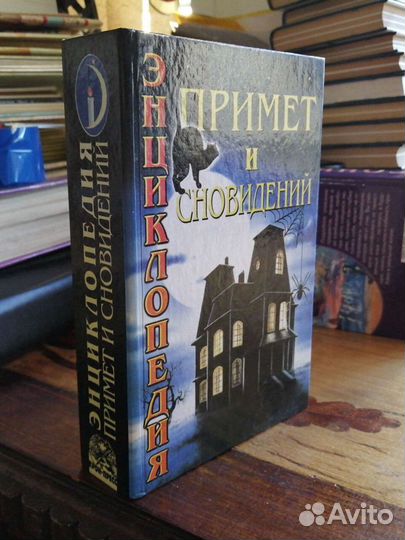 ЭНЦИКЛОПЕДИЯ
ПРИМЕТ И СНОВИДЕНИЙ
ЭНЦИКЛОПЕДИЯ
ПРИМЕТ
и
СНОВИДЕНИЙ
Avito